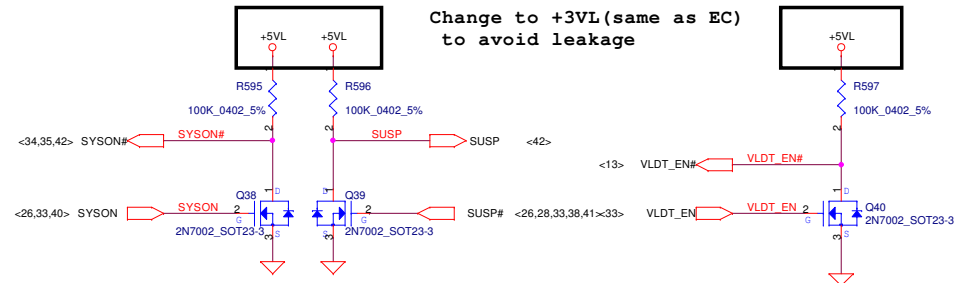 Change to +3VL(same as EC)
to avoid leakage
+5VL
+5VL
+5VL
1
1
1
R595
R596
R597
100K_0402_5%
100K_0402_5%
100K_0402_5%
2
2
2
<34,35,42> SYSON#
SYSON#
SUSP
SUSP
<42>
<13> VLDT_EN#
VLDT_EN#
1
D
1
D
1
D
Q38
Q39
Q40
<26,33,40> SYSON
SYSON
2
G
2
G
SUSP#
<26,28,33,38,41>
<33>
VLDT_EN
VLDT_EN
2
G
2N7002_SOT23-3
2N7002_SOT23-3
2N7002_SOT23-3
3
S
3
S
3
S